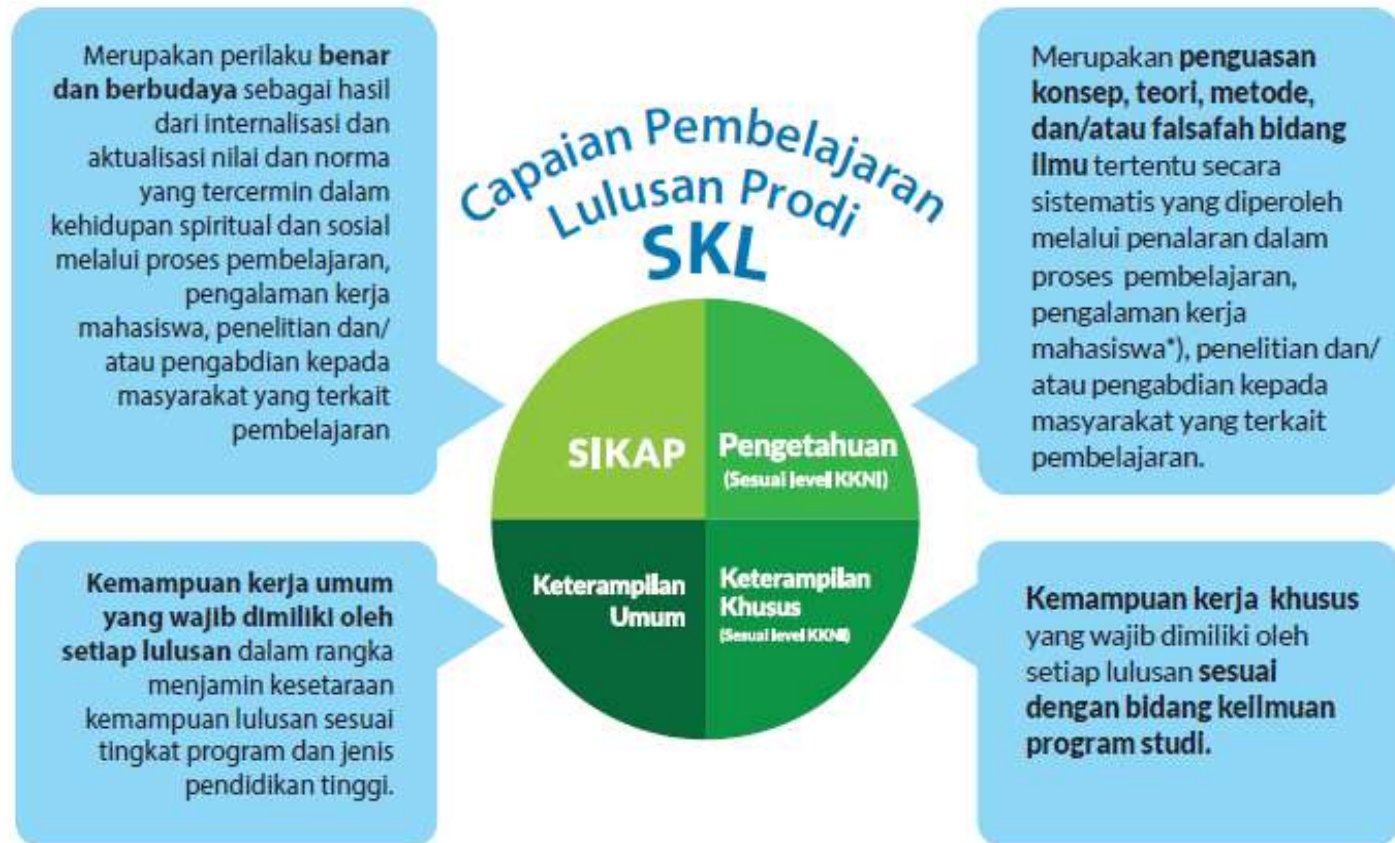 Merupakan perilaku benar
dan berbudaya sebagai hasil
dari internalisasi dan
aktualisasi nilai dan norma
yang tercermin dalam
kehidupan spiritual dan sosial
melalui proses pembelajaran,
pengalaman kerja
mahasiswa, penelitian dan/
atau pengabdian kepada
masyarakat yang terkait
pembelajaran
Capaian Pembelajaran
Lulusan Prodi
SKL
Merupakan penguasan
konsep, teori, metode,
dan/atau falsafah bidang
ilmu tertentu secara
sistematis yang diperoleh
melalui penalaran dalam
proses pembelajaran,
pengalaman kerja
mahasiswa*), penelitian dan/
atau pengabdian kepada
masyarakat yang terkait
pembelajaran.
SIKAP
Pengetahuan
(Sesuai level KKNI)
Keterampilan
Umum
Keterampilan
Khusus
(Sesuai level KKNI)
Kemampuan kerja umum
yang wajib dimiliki oleh
setiap lulusan dalam rangka
menjamin kesetaraan
kemampuan lulusan sesuai
tingkat program dan jenis
pendidikan tinggi.
Kemampuan kerja khusus
yang wajib dimiliki oleh
setiap lulusan sesuai
dengan bidang keilmuan
program studi.